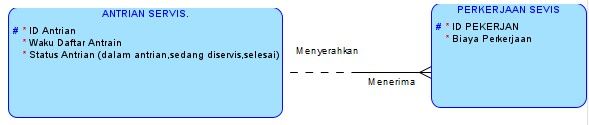 ANTRIAN SERVIS.
# * ID Antrian
* Waku Daftar Antrain
* Status Antrian (dalam antrian,sedang diservis,selesai)
Menyerahkan
Menerima
PERKERJAAN SEVIS
# * ID PEKERJAN
* Biaya Perkerjaan